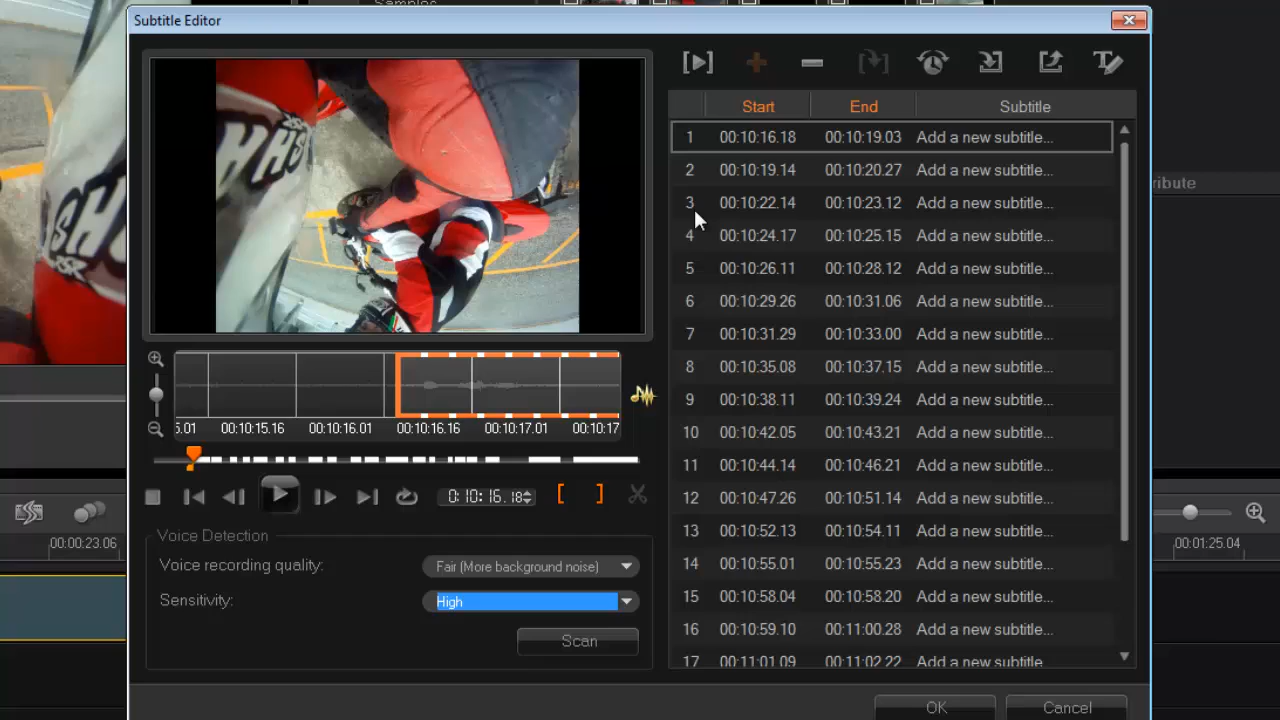 Samples
Subtitle Editor
Start End Subtitle
1 00:10:16.18 00:10:19.03 Add a new subtitle...
2 00:10:19.14 00:10:20.27 Add a new subtitle...
3 00:10:22.14 00:10:23.12 Add a new subtitle...
4 00:10:24.17 00:10:25.15 Add a new subtitle...
5 00:10:26.11 00:10:28.12 Add a new subtitle...
6 00:10:29.26 00:10:31.06 Add a new subtitle...
7 00:10:31.29 00:10:33.00 Add a new subtitle...
8 00:10:35.08 00:10:37.15 Add a new subtitle...
9 00:10:38.11 00:10:39.24 Add a new subtitle...
10 00:10:42.05 00:10:43.21 Add a new subtitle...
11 00:10:44.14 00:10:46.21 Add a new subtitle...
12 00:10:47.26 00:10:51.14 Add a new subtitle...
13 00:10:52.13 00:10:54.11 Add a new subtitle...
14 00:10:55.01 00:10:55.23 Add a new subtitle...
15 00:10:58.04 00:10:58.20 Add a new subtitle...
16 00:10:59.10 00:11:00.28 Add a new subtitle...
17 00:11:01.09 00:11:02.22 Add a new subtitle...
5.01 00:10:15.16 00:10:16.01 00:10:16.16 00:10:17.01 00:10:17
0:10:16.18
Voice Detection
Voice recording quality: Fair (More background noise)
Sensitivity: High
Scan
OK Cancel
ribute
00:00:23.06
00:01:25.04